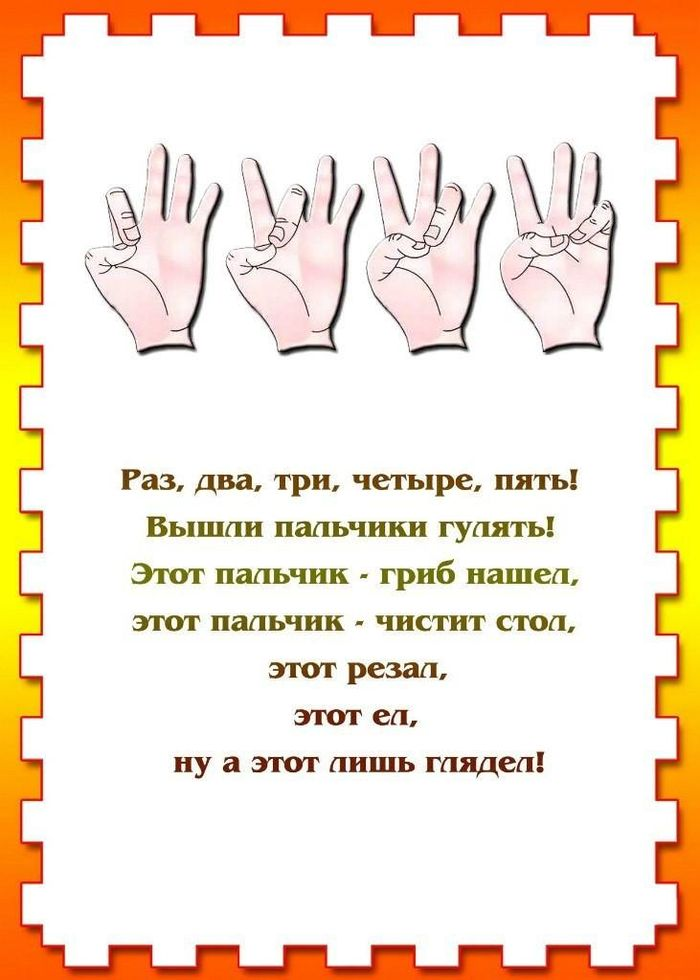 Раз, два, три, четыре, пять!
Вышли пальчики гулять!
Этот пальчик - гриб нашел,
этот пальчик - чистит стол,
этот резал,
этот ел,
ну а этот лишь глядел!